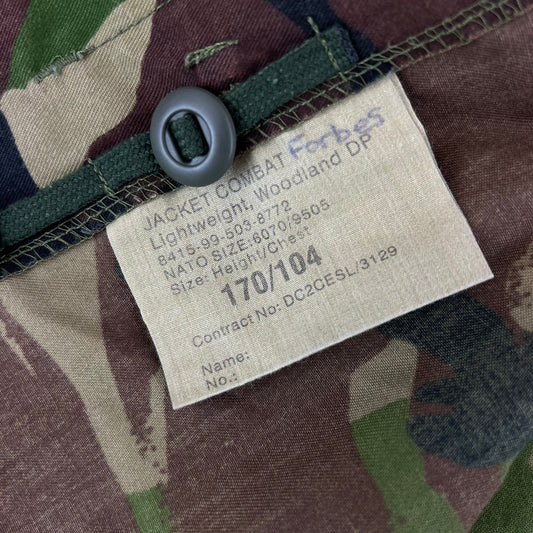 JACKET COMBAT Forbes
Lightweight, Woodland DP
8415-99-503-8772
NATO SIZE:6070/9505
Size: Height/Chest
170/104
Contract No: DC2CESL/3129
Name:
No.: